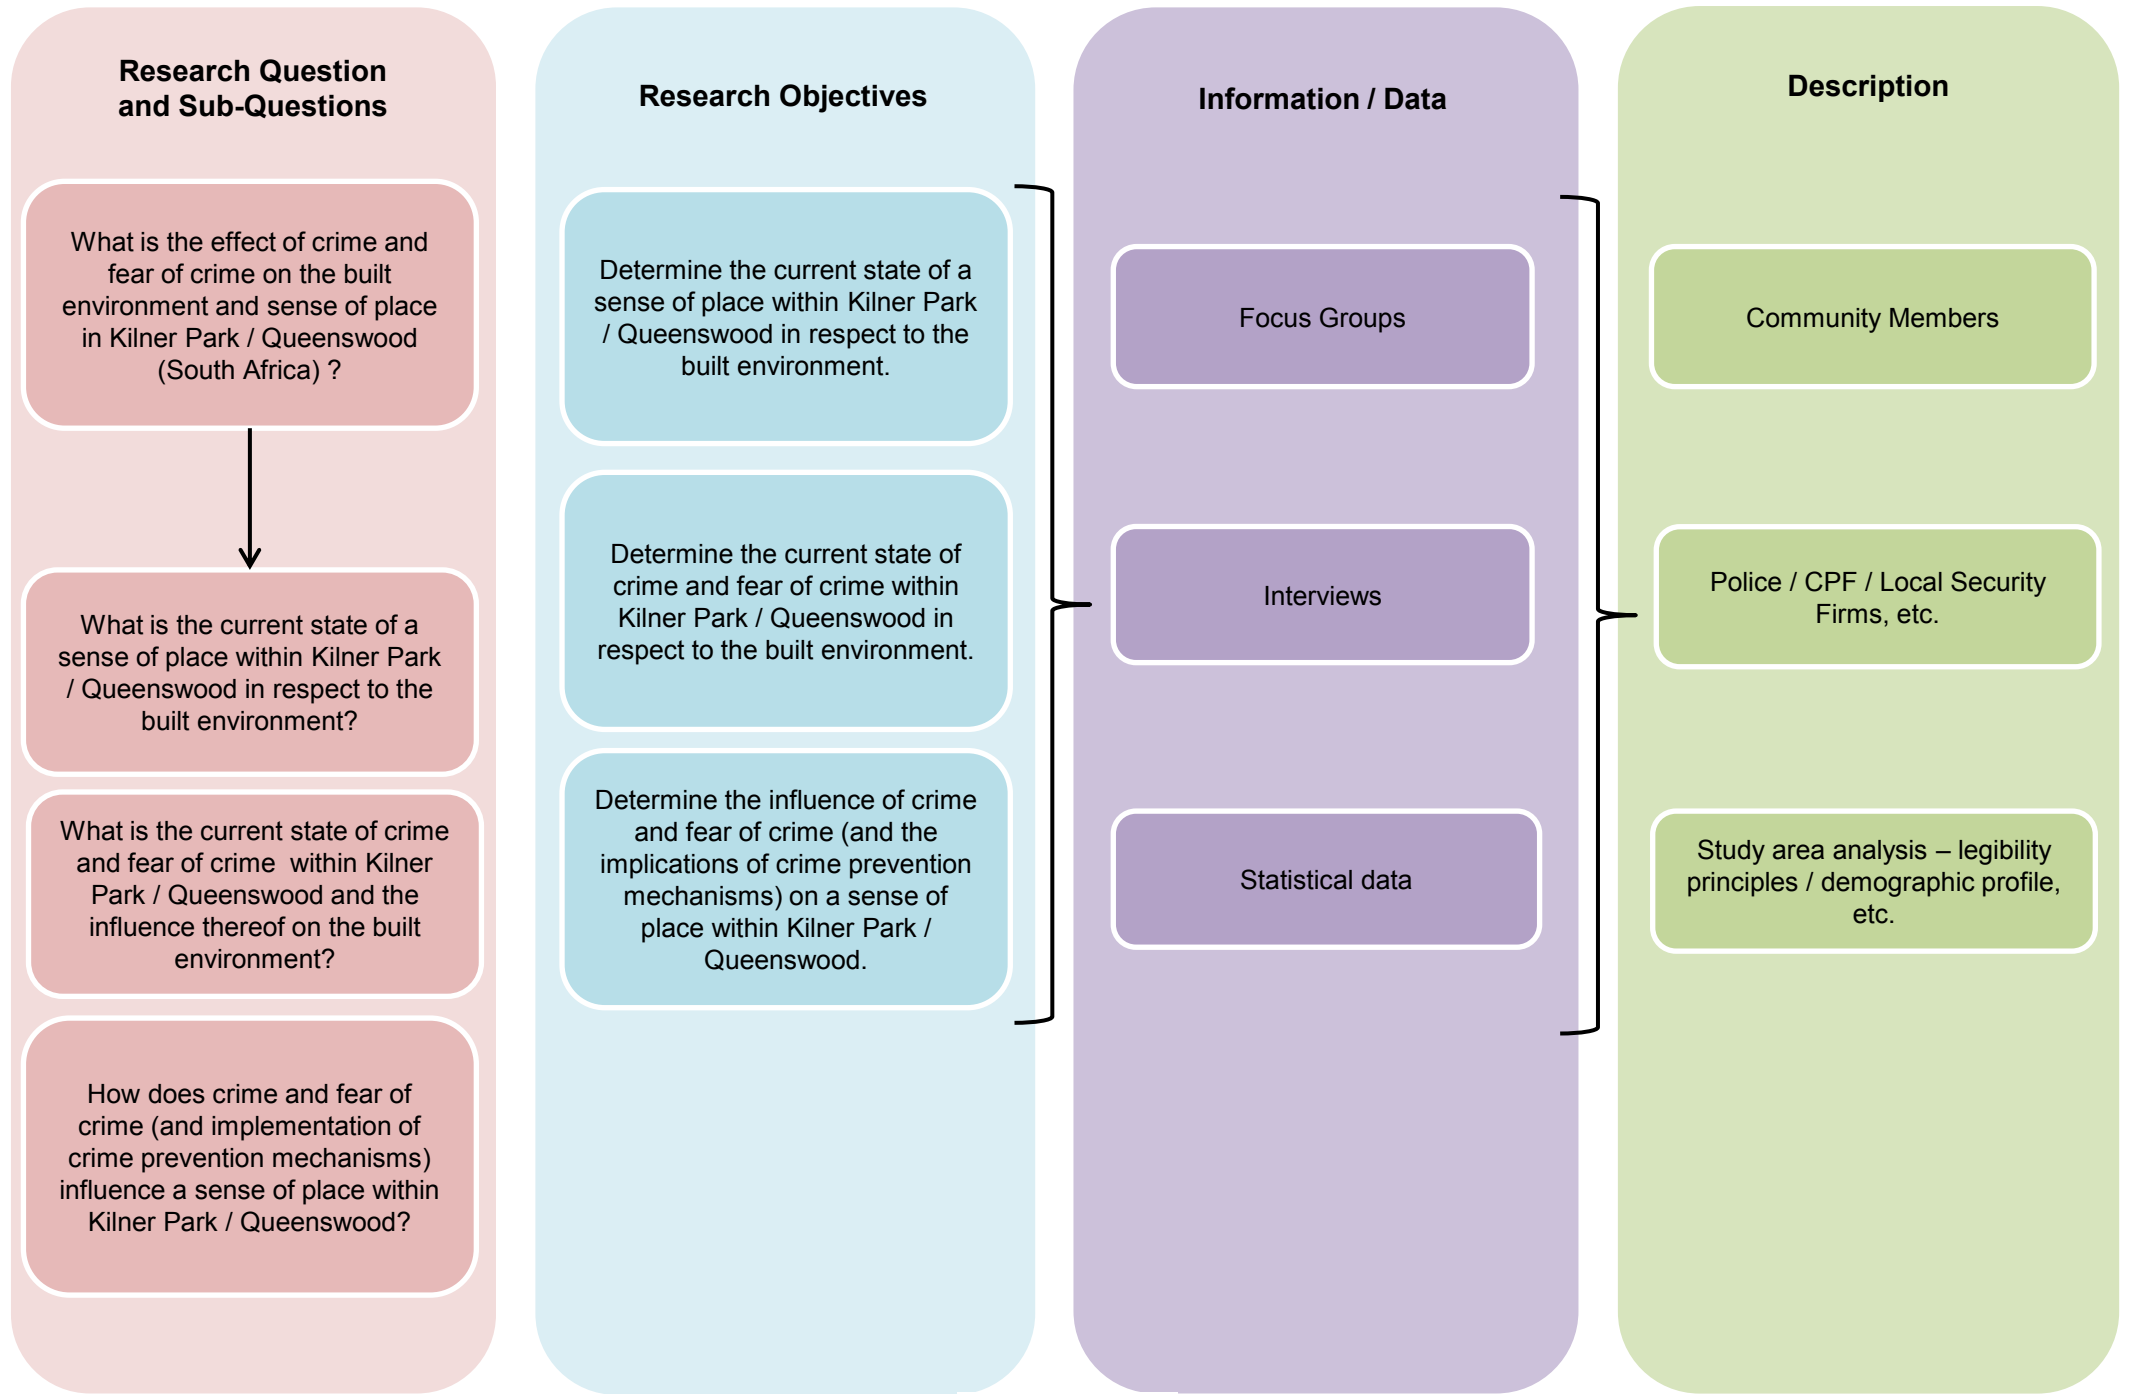 Research Question
and Sub-Questions
What is the effect of crime and
fear of crime on the built
environment and sense of place
in Kilner Park / Queenswood
(South Africa) ?
What is the current state of a
sense of place within Kilner Park
/ Queenswood in respect to the
built environment?
What is the current state of crime
and fear of crime  within Kilner
Park / Queenswood and the
influence thereof on the built
environment?
How does crime and fear of
crime (and implementation of
crime prevention mechanisms)
influence a sense of place within
Kilner Park / Queenswood?
Research Objectives
Determine the current state of a
sense of place within Kilner Park
/ Queenswood in respect to the
built environment.
Determine the current state of
crime and fear of crime within
Kilner Park / Queenswood in
respect to the built environment.
Determine the influence of crime
and fear of crime (and the
implications of crime prevention
mechanisms) on a sense of
place within Kilner Park /
Queenswood.
Information / Data
Focus Groups
Interviews
Statistical data
Description
Community Members
Police / CPF / Local Security
Firms, etc.
Study area analysis – legibility
principles / demographic profile,
etc.